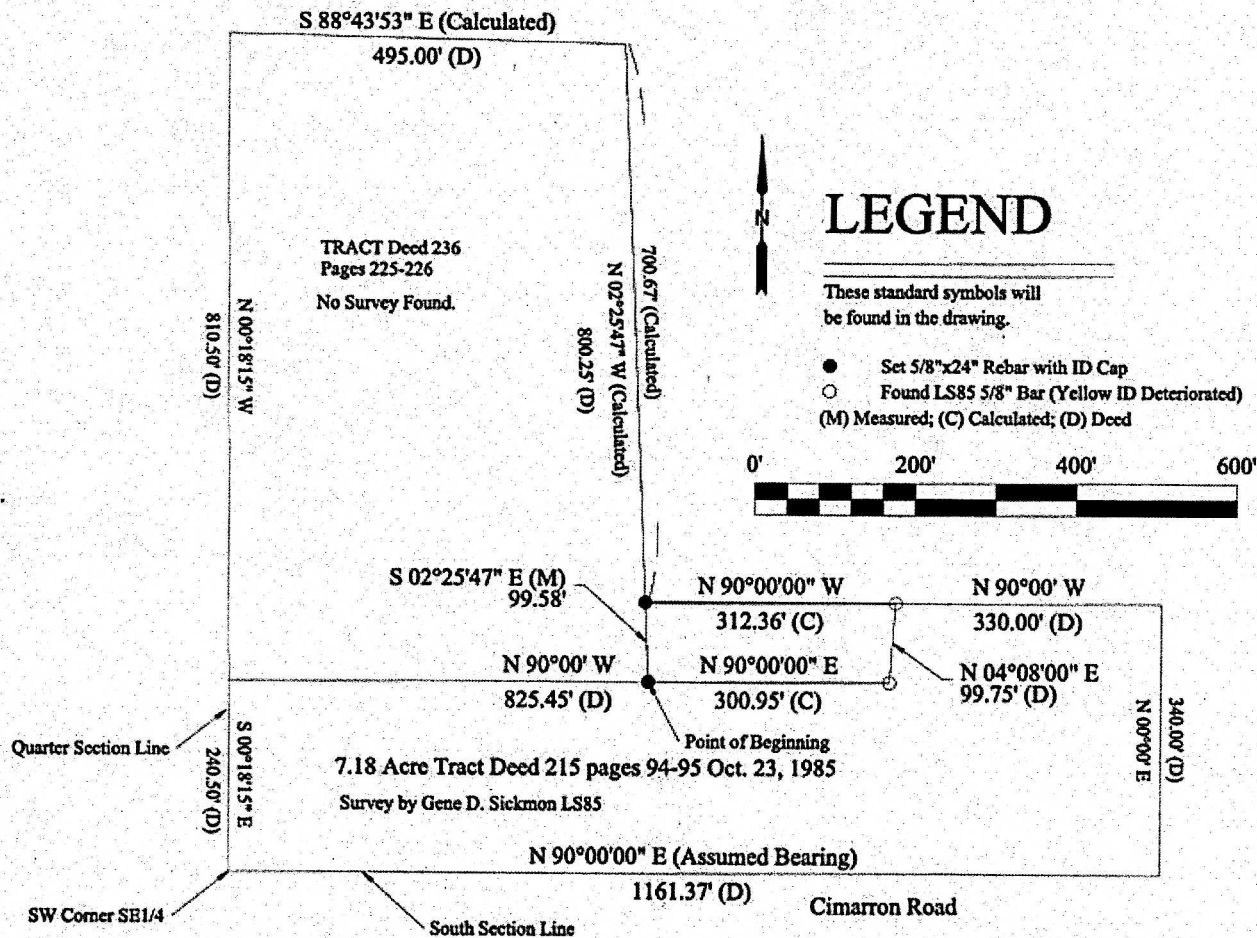 S 88°43'53" E (Calculated)
495.00' (D)
TRACT Deed 236
Pages 225-226
No Survey Found.
N 00°18'15" W
810.50' (D)
700.67' (Calculated)
N 02°25'47" W (Calculated)
800.25' (D)
N
LEGEND
These standard symbols will
be found in the drawing.
Set 5/8"x24" Rebar with ID Cap
Found LS85 5/8" Bar (Yellow ID Deteriorated)
(M) Measured; (C) Calculated; (D) Deed
0' 200' 400' 600'
S 02°25'47" E (M)
99.58'
N 90°00'00" W
312.36' (C)
N 90°00' W
330.00' (D)
N 90°00' W
825.45' (D)
N 90°00'00" E
300.95' (C)
N 04°08'00" E
99.75' (D)
340.00' (D)
N 00°00' E
Quarter Section Line
S 00°18'15" E
240.50' (D)
Point of Beginning
7.18 Acre Tract Deed 215 pages 94-95 Oct. 23, 1985
Survey by Gene D. Sickmon LS85
N 90°00'00" E (Assumed Bearing)
1161.37' (D)
Cimarron Road
SW Corner SE1/4
South Section Line